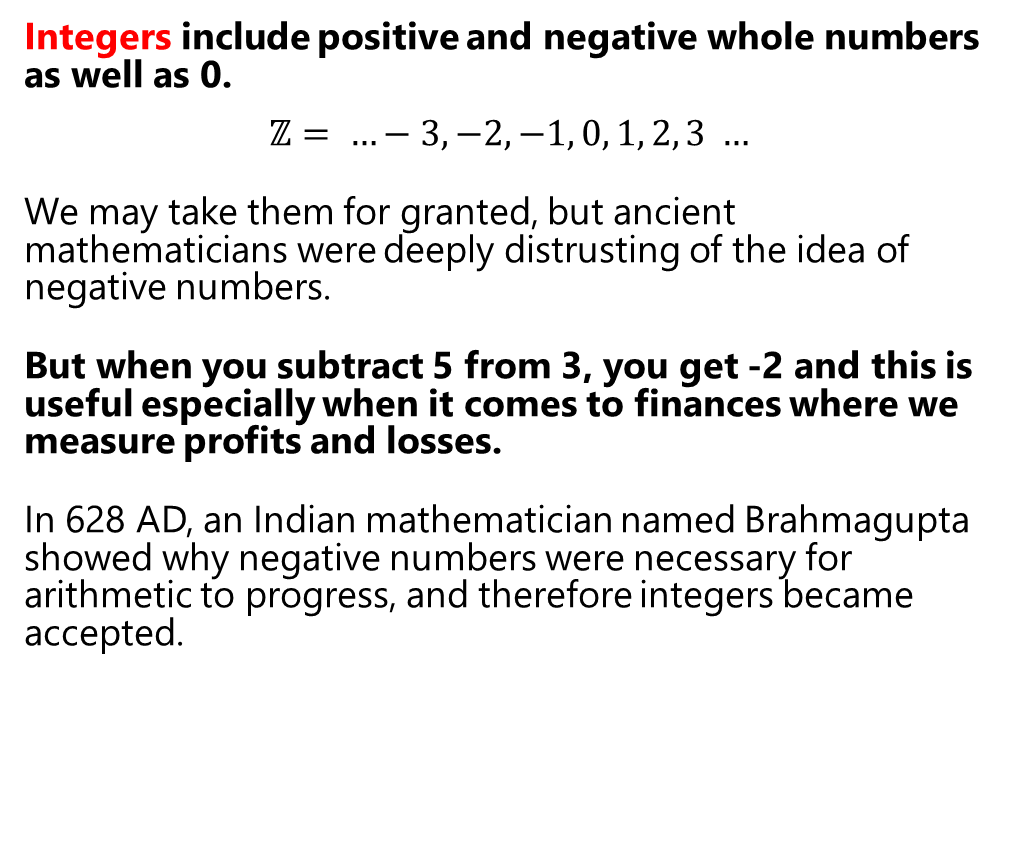 Integers include positive and negative whole numbers
as well as 0.
ℤ = … − 3, −2, −1, 0, 1, 2, 3 …
We may take them for granted, but ancient
mathematicians were deeply distrusting of the idea of
negative numbers.
But when you subtract 5 from 3, you get -2 and this is
useful especially when it comes to finances where we
measure profits and losses.
In 628 AD, an Indian mathematician named Brahmagupta
showed why negative numbers were necessary for
arithmetic to progress, and therefore integers became
accepted.